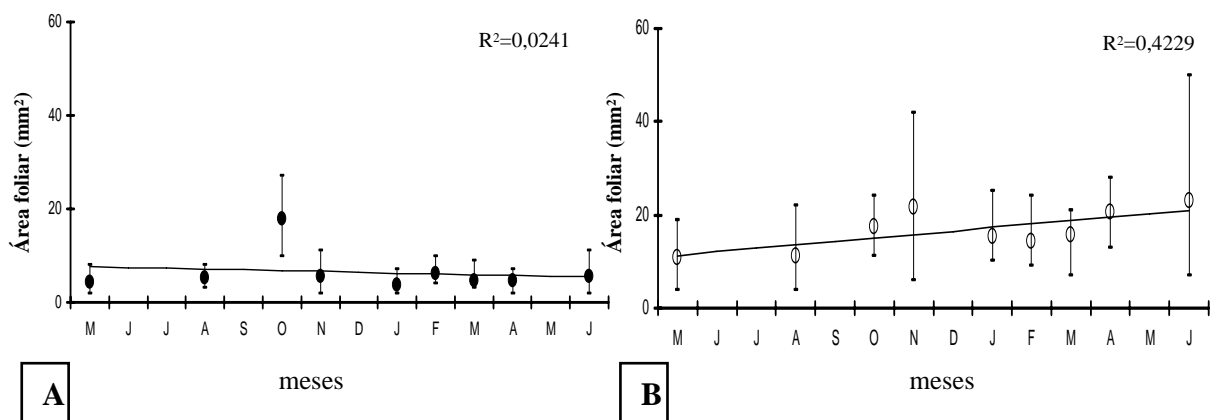 60
40
20
0
Área foliar (mm²)
R²=0,0241
M J J A S O N D J F M A M J
meses
A
60
40
20
0
Área foliar (mm²)
R²=0,4229
M J J A S O N D J F M A M J
meses
B